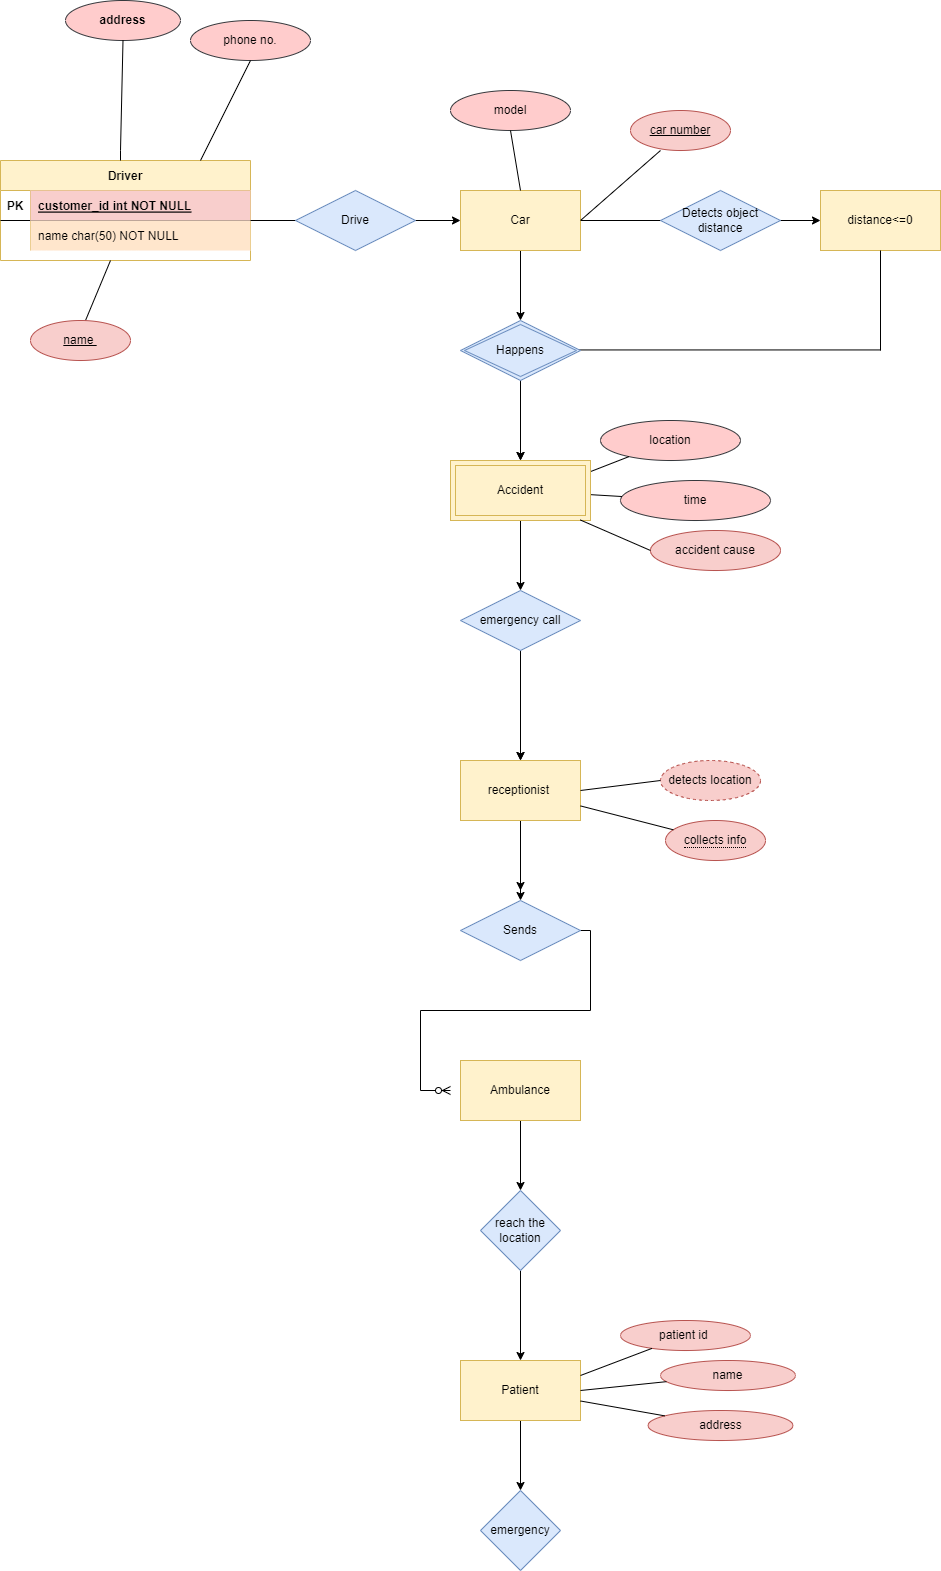 address
phone no.
model
car number
Driver
PK
customer_id int NOT NULL
name char(50) NOT NULL
Drive
Car
Detects object
distance
distance<=0
name
Happens
location
Accident
time
accident cause
emergency call
receptionist
detects location
collects info
Sends
Ambulance
reach the
location
patient id
name
Patient
address
emergency